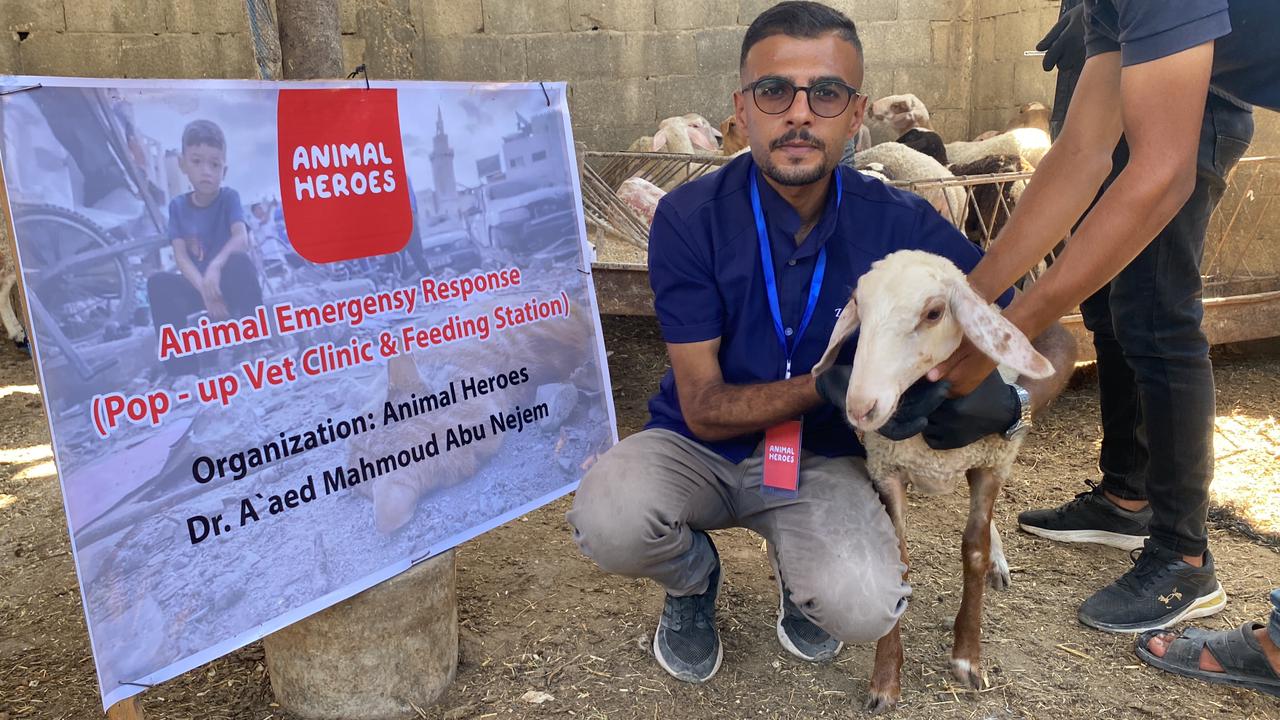 ANIMAL
HEROES
Animal Emergensy Response
(Pop - up Vet Clinic & Feeding Station)
Organization: Animal Heroes
Dr. A`aed Mahmoud Abu Nejem
ANIMAL
HEROES